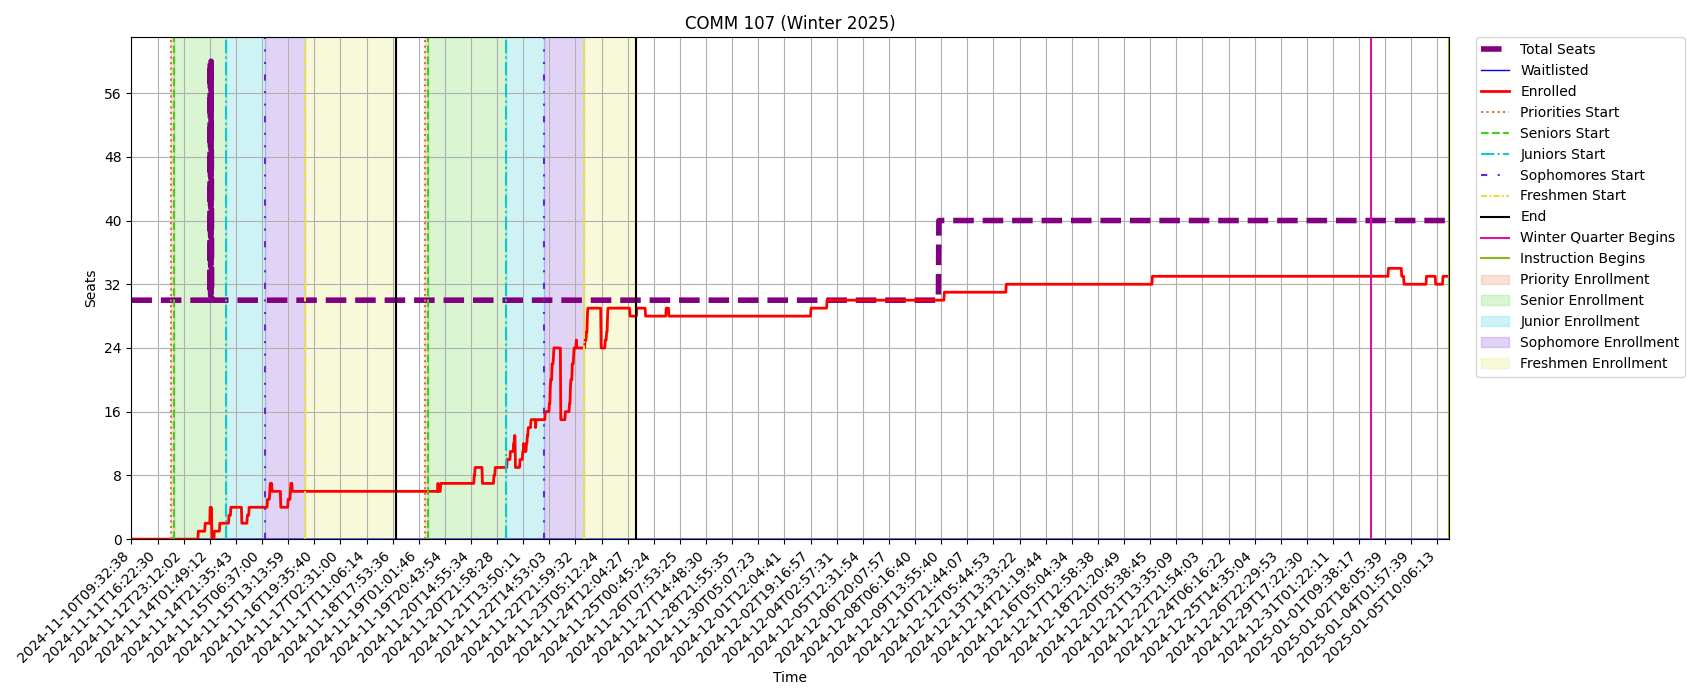 COMM 107 (Winter 2025)
Seats
56
48
40
32
24
16
8
0
2024-11-10T09:32:38
2024-11-11T16:22:30
2024-11-12T23:12:02
2024-11-14T01:49:12
2024-11-14T21:35:43
2024-11-15T06:37:00
2024-11-15T13:13:59
2024-11-16T19:35:40
2024-11-17T02:31:00
2024-11-17T11:06:14
2024-11-18T17:53:36
2024-11-19T01:01:46
2024-11-19T20:43:54
2024-11-20T14:55:34
2024-11-20T21:58:28
2024-11-21T13:50:11
2024-11-22T14:53:03
2024-11-22T21:59:32
2024-11-23T05:12:24
2024-11-24T12:04:27
2024-11-25T00:45:24
2024-11-26T07:53:25
2024-11-27T14:48:30
2024-11-28T21:55:35
2024-11-30T05:07:23
2024-12-01T12:04:41
2024-12-02T19:16:57
2024-12-04T02:57:31
2024-12-05T12:31:54
2024-12-06T20:07:57
2024-12-08T06:16:40
2024-12-09T13:55:40
2024-12-10T21:44:07
2024-12-12T05:44:53
2024-12-13T13:33:22
2024-12-14T21:19:44
2024-12-16T05:04:34
2024-12-17T12:58:38
2024-12-18T21:20:49
2024-12-20T05:38:45
2024-12-21T13:35:09
2024-12-22T21:54:03
2024-12-24T06:16:22
2024-12-26T22:29:53
2024-12-27T14:35:04
2024-12-29T17:22:30
2024-12-31T01:22:11
2025-01-01T09:38:17
2025-01-02T18:05:39
2025-01-04T01:57:39
2025-01-05T10:06:13
Time
Total Seats
Waitlisted
Enrolled
Priorities Start
Seniors Start
Juniors Start
Sophomores Start
Freshmen Start
End
Winter Quarter Begins
Instruction Begins
Priority Enrollment
Senior Enrollment
Junior Enrollment
Sophomore Enrollment
Freshmen Enrollment